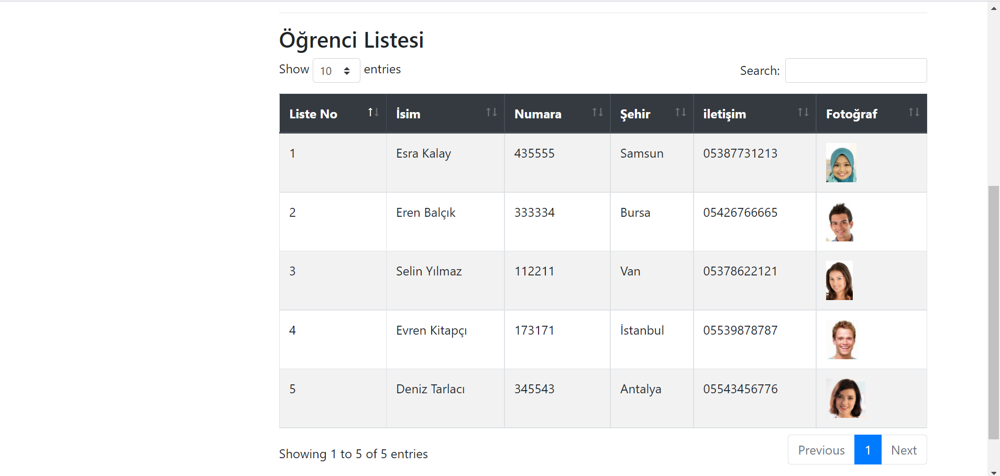 Öğrenci Listesi
Show 10 entries Search:
Liste No İsim Numara Şehir iletişim Fotoğraf
1 Esra Kalay 435555 Samsun 05387731213
2 Eren Balçık 333334 Bursa 05426766665
3 Selin Yılmaz 112211 Van 05378622121
4 Evren Kitapçı 173171 İstanbul 05539878787
5 Deniz Tarlacı 345543 Antalya 05543456776
Showing 1 to 5 of 5 entries Previous 1 Next